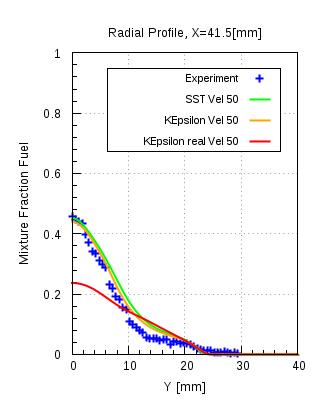 Radial Profile, X=41.5[mm]
1
Experiment
SST Vel 50
KEpsilon Vel 50
KEpsilon real Vel 50
0.8
0.6
0.4
0.2
0
Mixture Fraction Fuel
0 10 20 30 40
Y [mm]